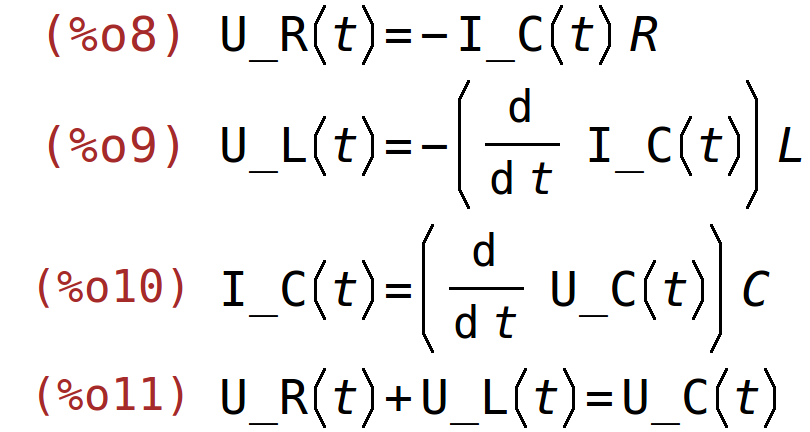 (%o8) U_R(t)=-I_C(t) R
(%o9) U_L(t)=-(d/dt I_C(t)) L
(%o10) I_C(t)=(d/dt U_C(t)) C
(%o11) U_R(t)+U_L(t)=U_C(t)